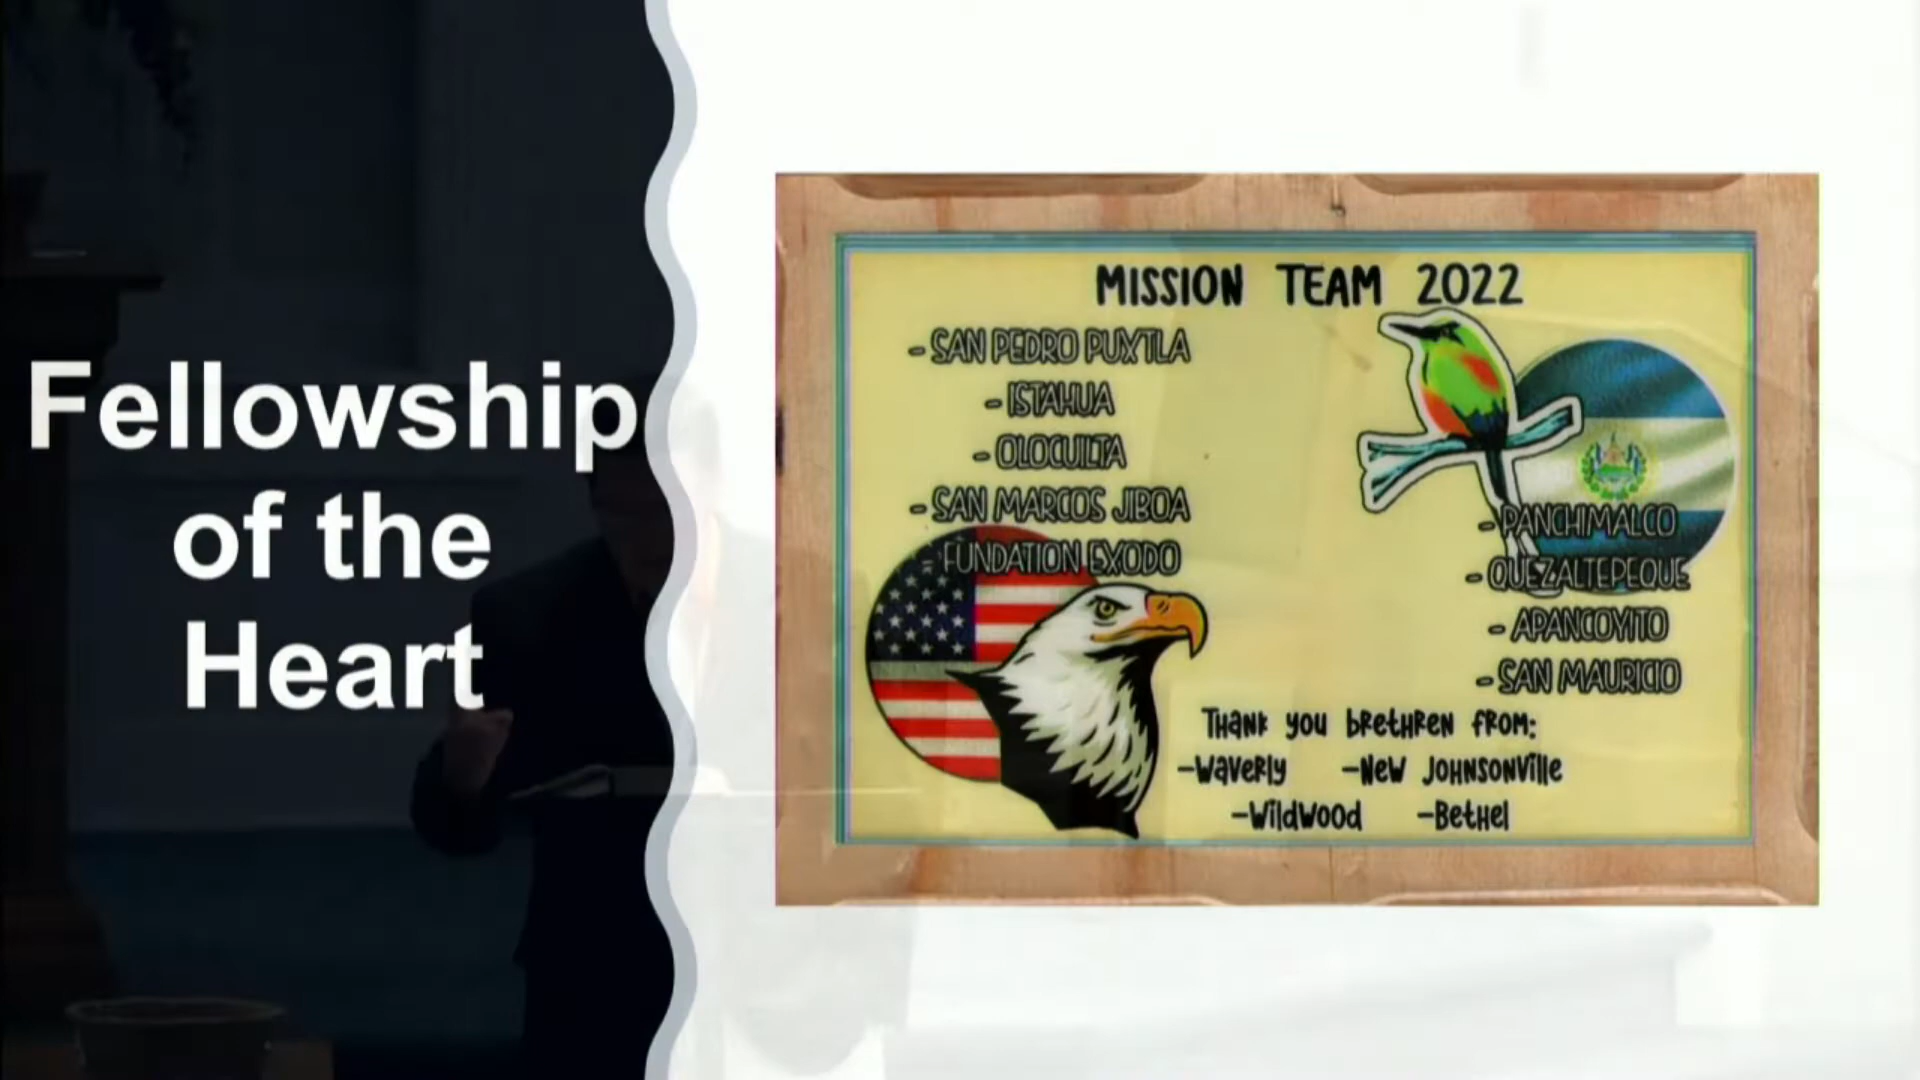 Fellowship
of the
Heart
MISSION TEAM 2022
- SAN PEDRO PUXTLA
- ISTAHUA
- OLOCUILTA
- SAN MARCOS JIBOA
- FUNDATION EXODO
- PANCHIMALCO
- QUEZALTEPEQUE
- APANCOYITO
- SAN MAURICIO
Thank you brethren from:
-Waverly -New Johnsonville
-Wildwood -Bethel